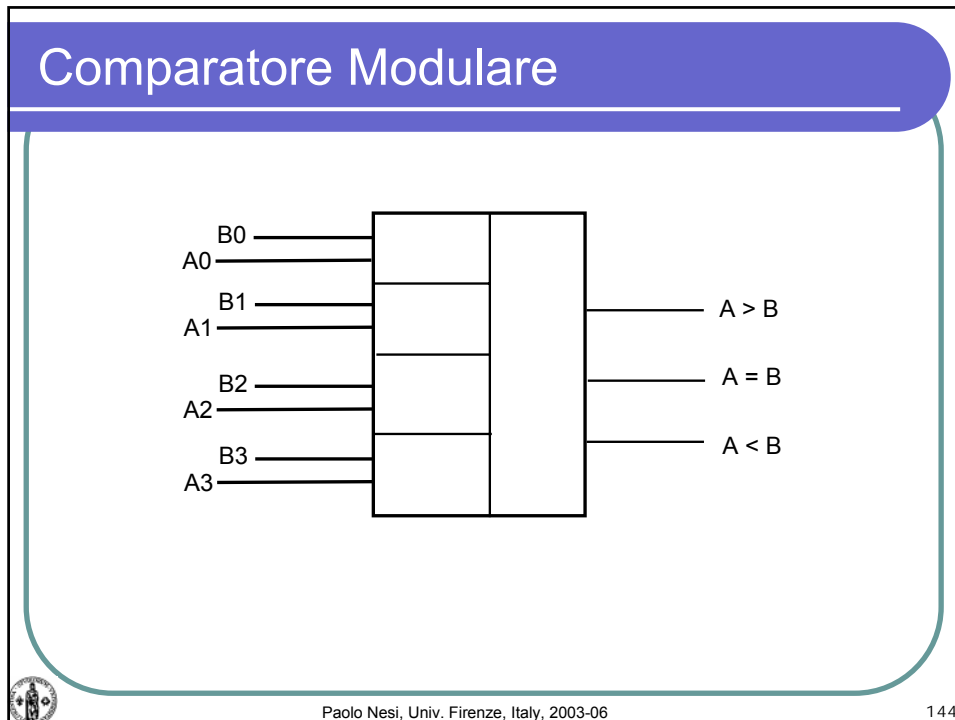 Comparatore Modulare
B0
A0
B1
A1
B2
A2
B3
A3
A > B
A = B
A < B
Paolo Nesi, Univ. Firenze, Italy, 2003-06
144